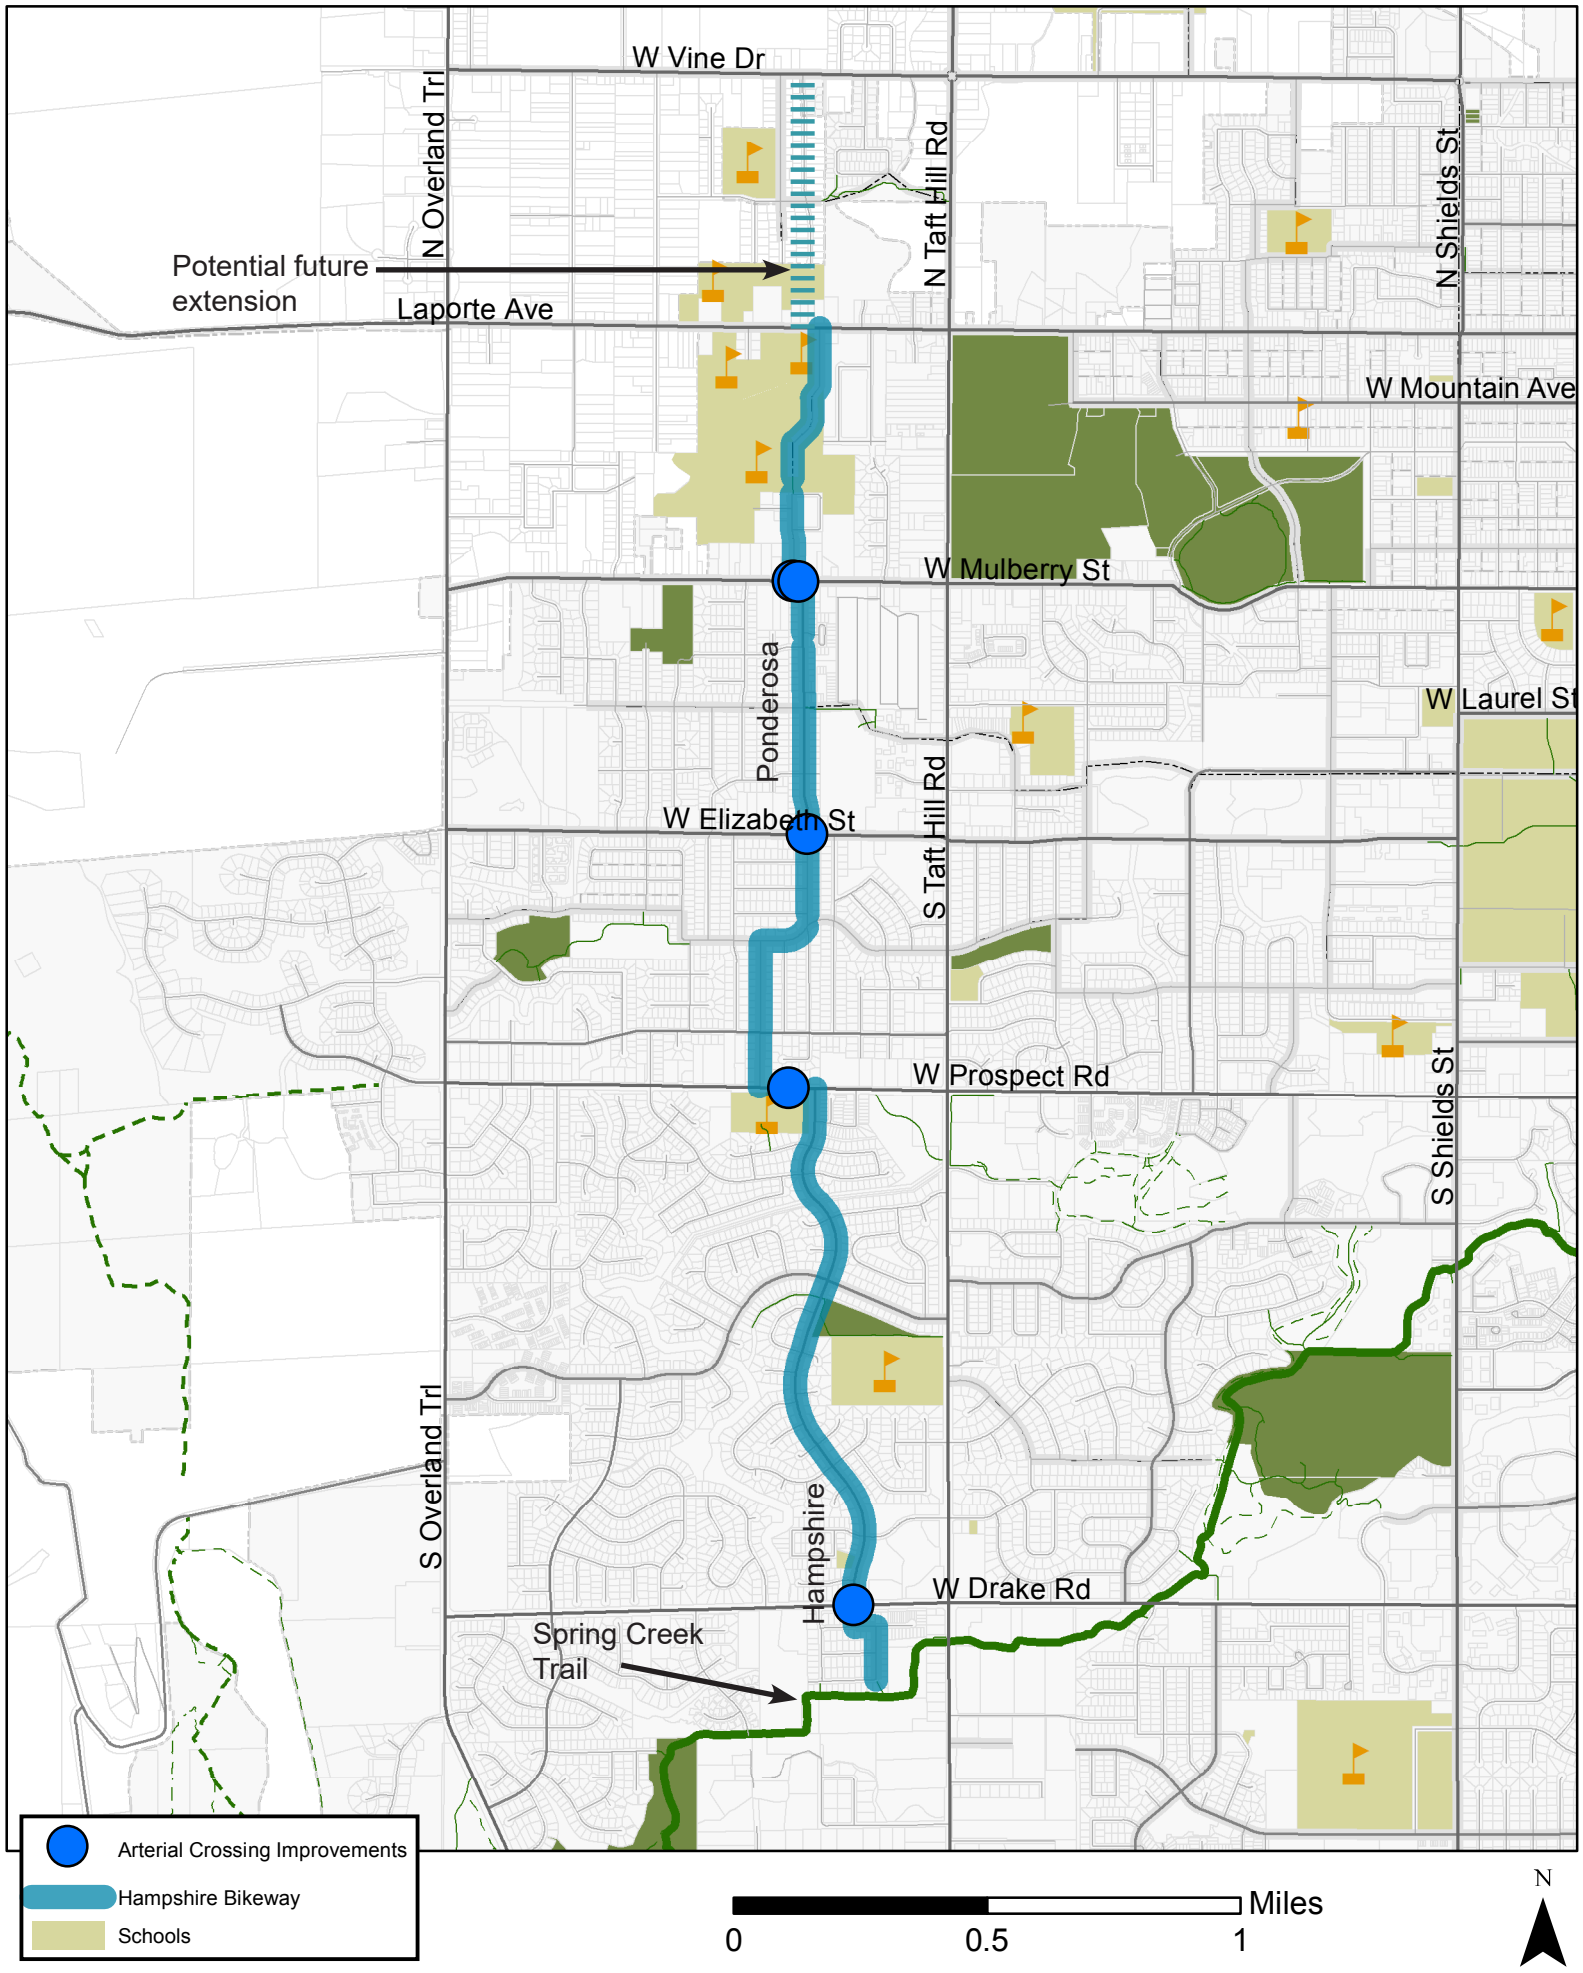 W Vine Dr
N Overland Trl
N Taft Hill Rd
N Shields St
Potential future
extension
Laporte Ave
W Mountain Ave
W Mulberry St
Ponderosa
W Laurel St
W Elizabeth St
S Taft Hill Rd
W Prospect Rd
S Shields St
S Overland Trl
Hampshire
W Drake Rd
Spring Creek
Trail
Arterial Crossing Improvements
Hampshire Bikeway
Schools
Miles
0
0.5
1
N